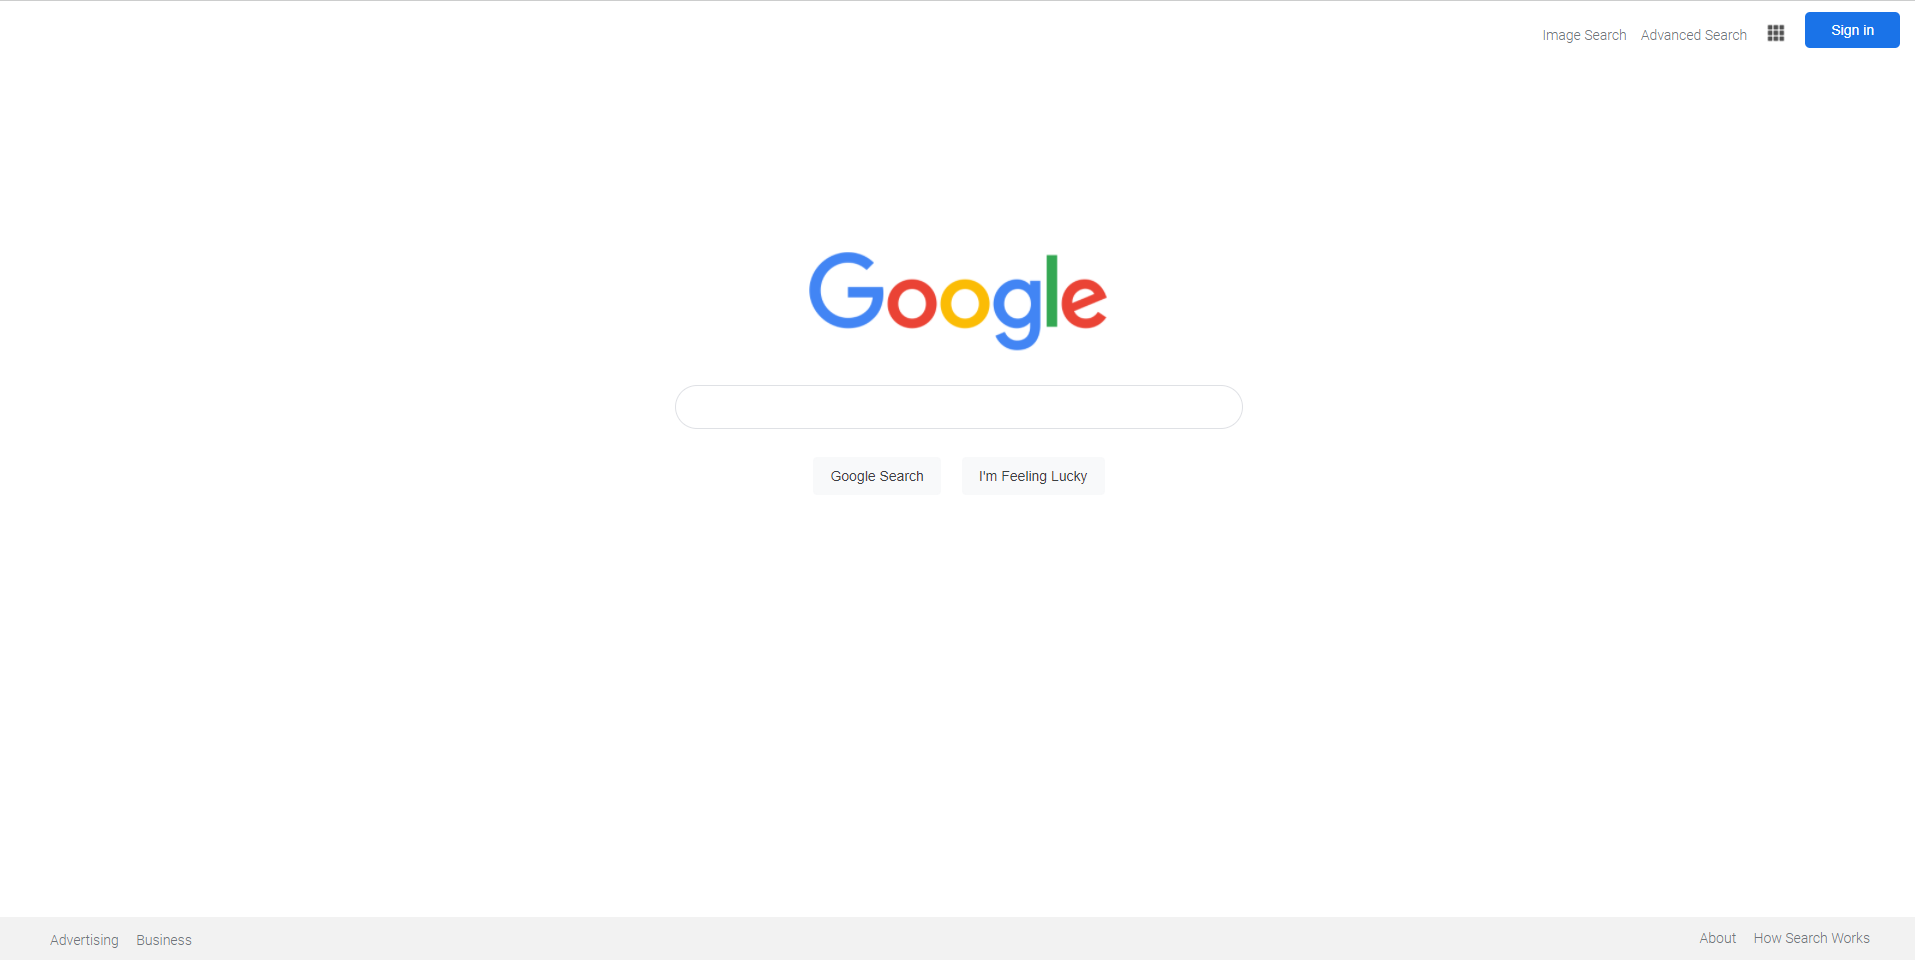 Image Search Advanced Search Sign in
Google
Google Search I'm Feeling Lucky
Advertising Business About How Search Works